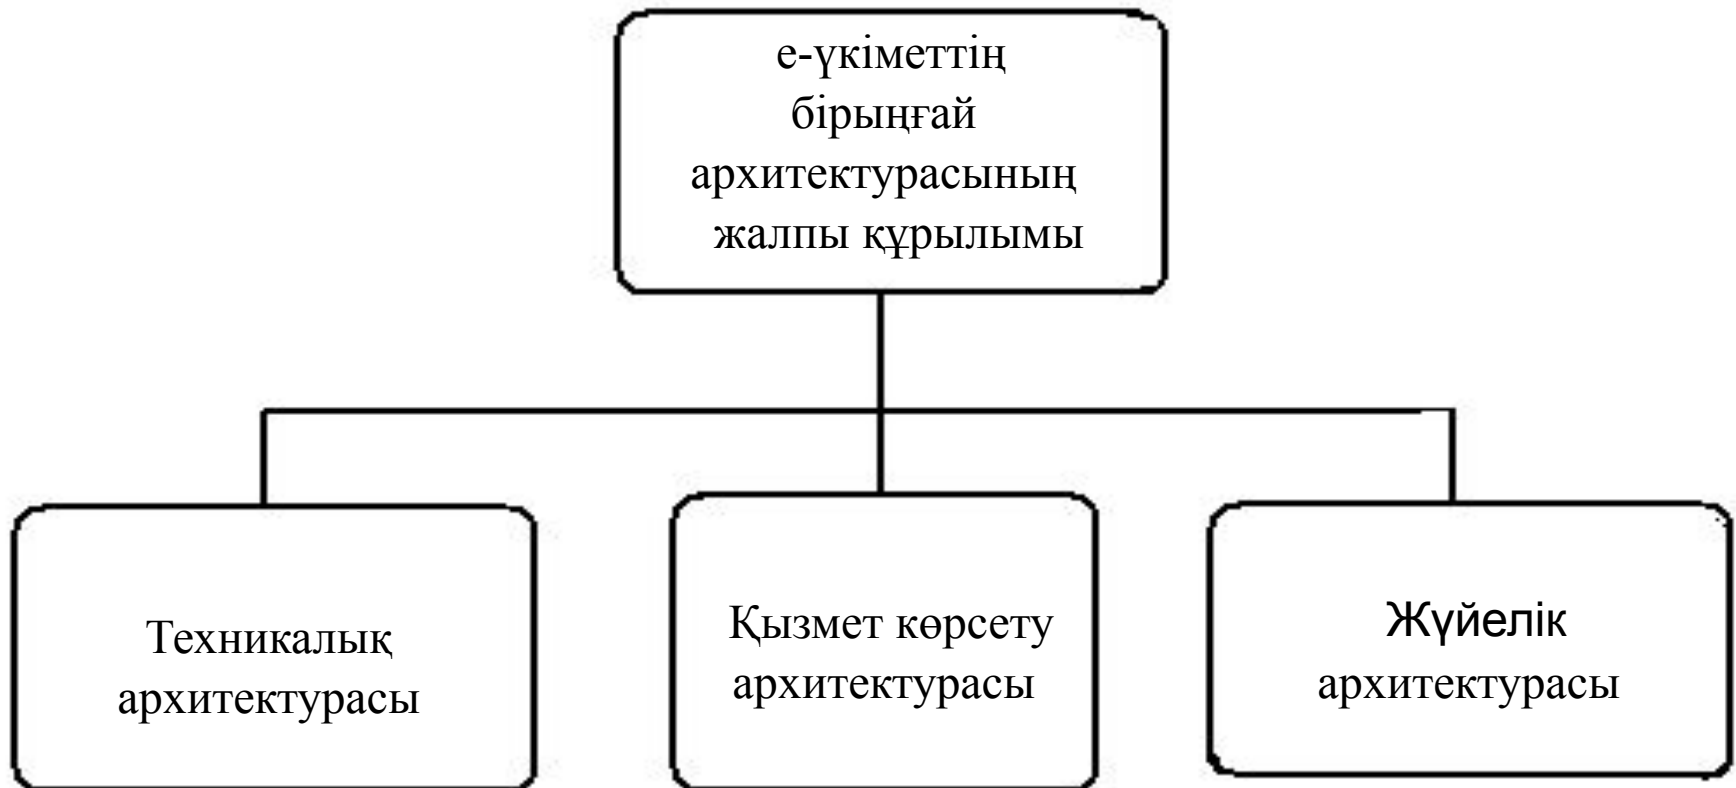 е-үкіметтің
бірыңғай
архитектурасының
жалпы құрылымы
Техникалық
архитектурасы
Қызмет көрсету
архитектурасы
Жүйелік
архитектурасы